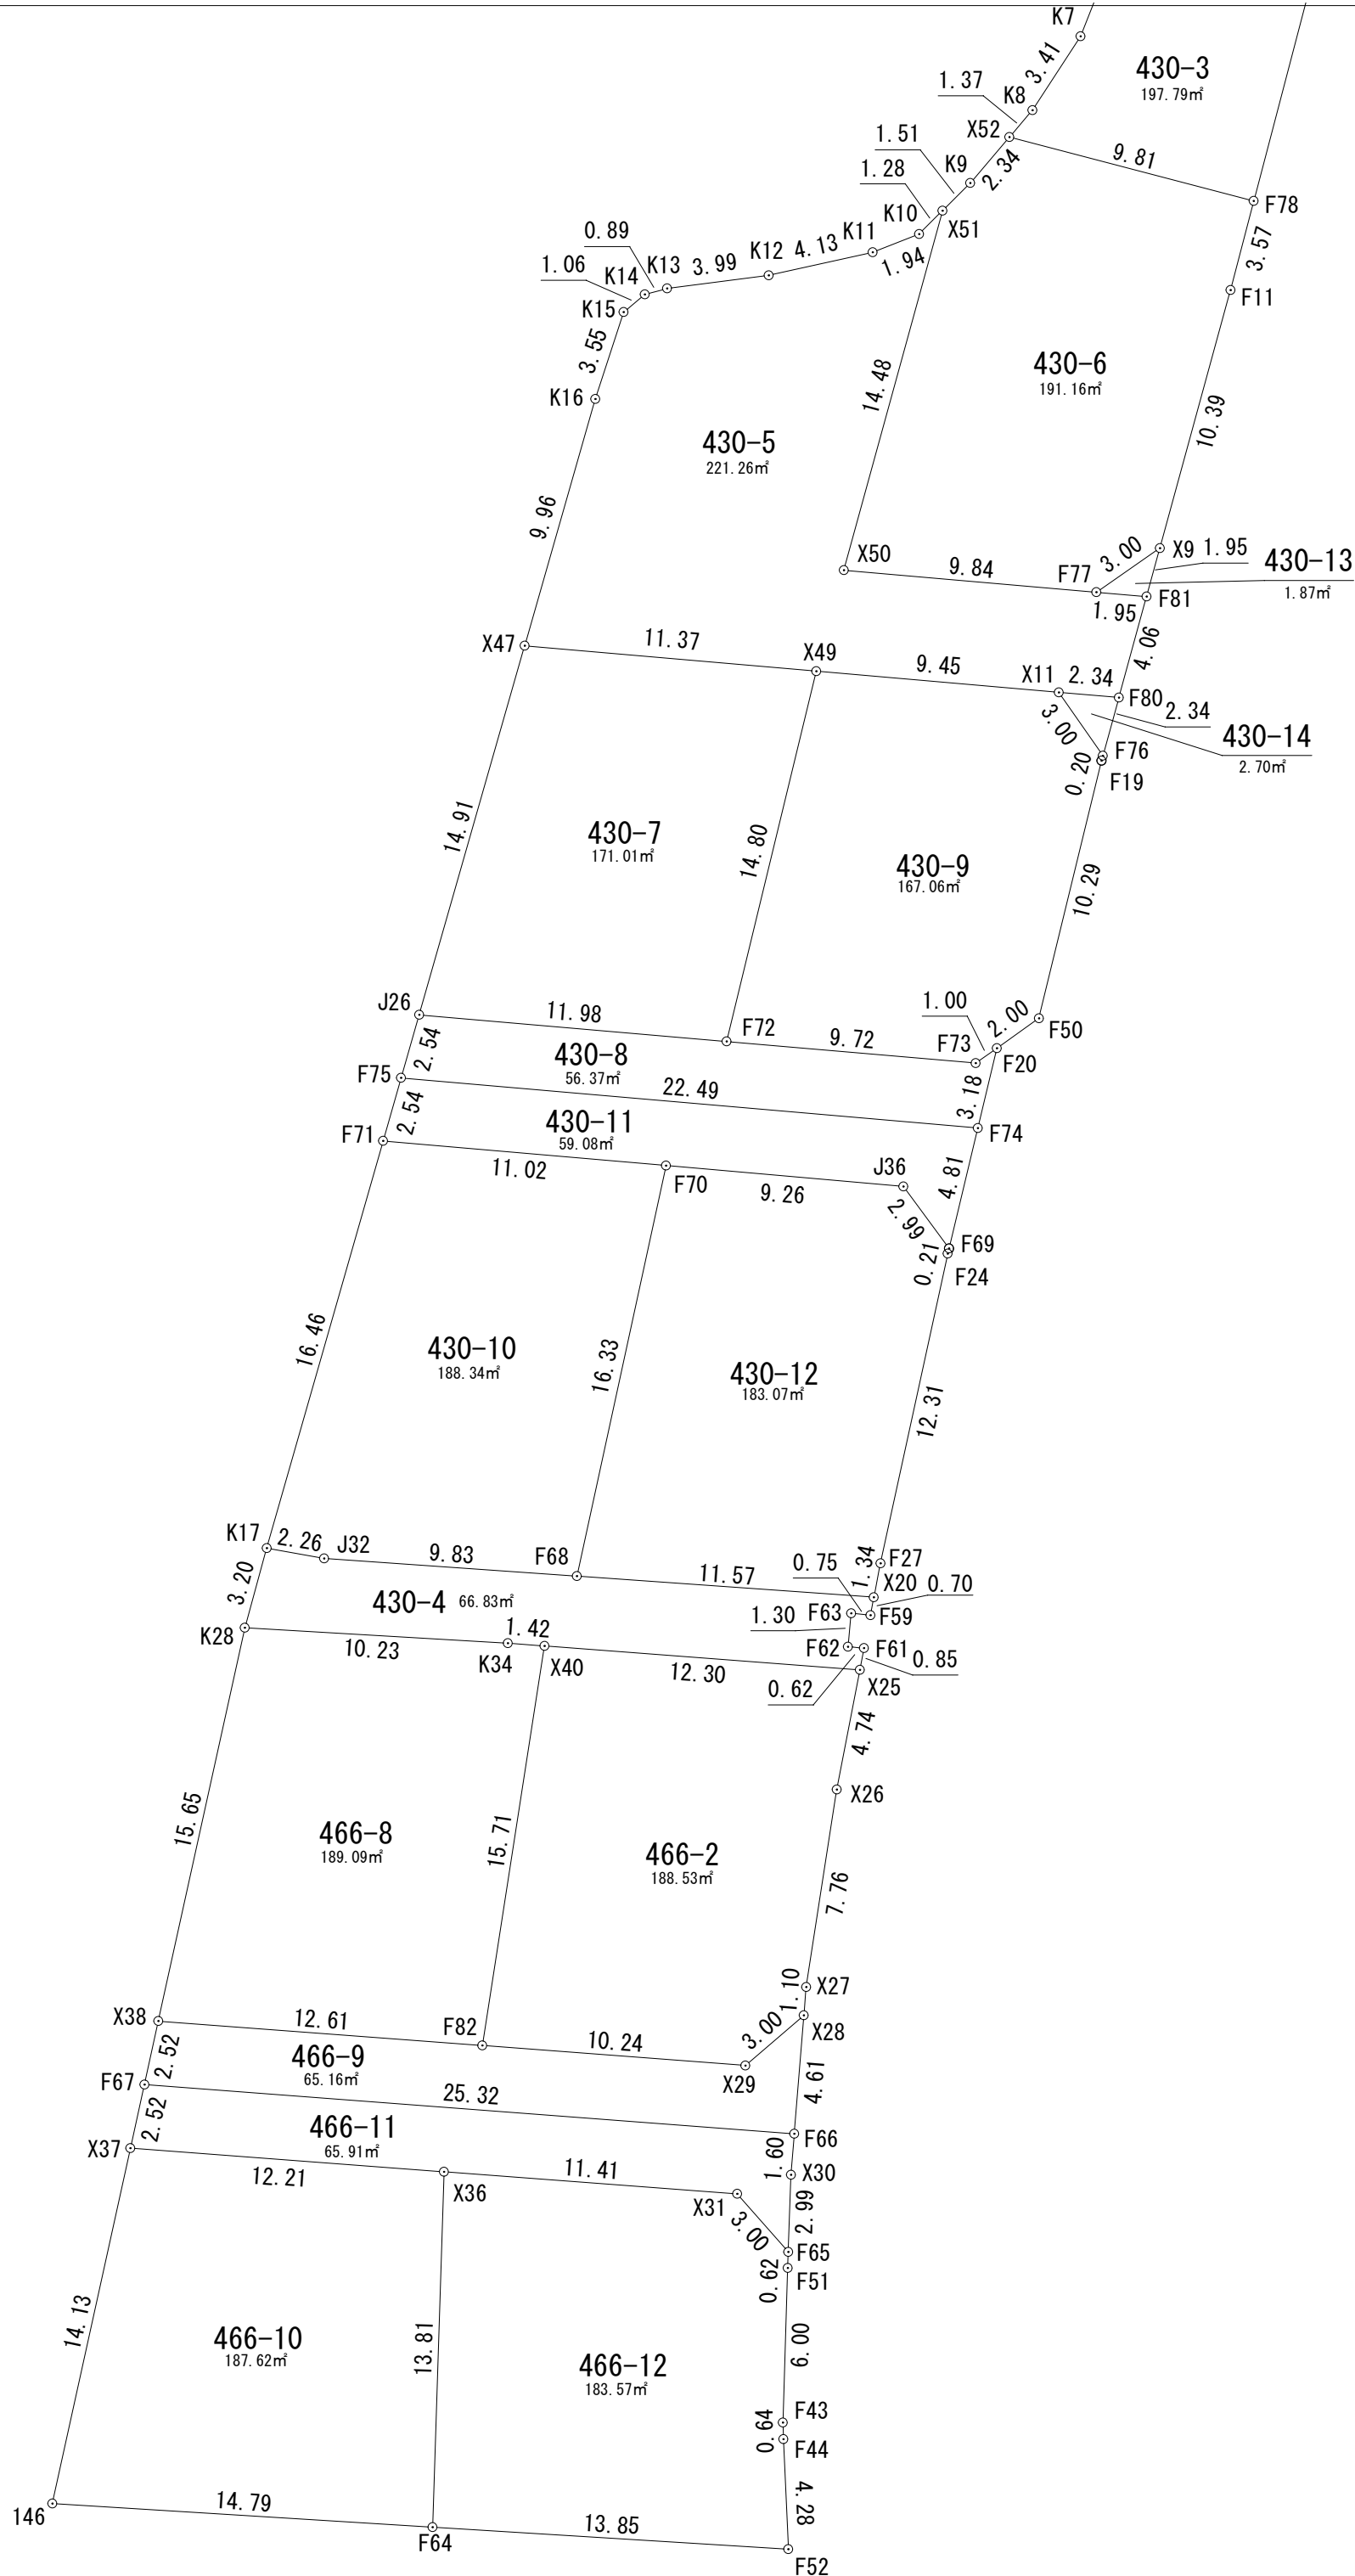 K7
3.41
430-3
197.79㎡
1.37
K8
X52
1.51
K9
2.34
9.81
1.28
K10
X51
F78
0.89
K11
3.57
1.06
K14
K13
3.99
K12
4.13
1.94
F11
K15
3.55
K16
14.48
430-6
191.16㎡
10.39
430-5
221.26㎡
9.96
X50
9.84
F77
3.00
X9
1.95
430-13
1.87㎡
1.95
F81
4.06
X47
11.37
X49
9.45
X11
2.34
F80
2.34
3.00
430-14
2.70㎡
F76
0.20
F19
14.91
430-7
171.01㎡
14.80
430-9
167.06㎡
10.29
J26
11.98
F72
9.72
1.00
2.00
F50
F73
F20
2.54
430-8
56.37㎡
F75
22.49
3.18
F74
2.54
430-11
59.08㎡
F71
11.02
F70
9.26
J36
4.81
2.99
F69
0.21
F24
16.46
430-10
188.34㎡
16.33
430-12
183.07㎡
12.31
K17
2.26
J32
9.83
F68
11.57
0.75
1.34
F27
X20
0.70
3.20
430-4
66.83㎡
1.30
F63
F59
K28
10.23
1.42
K34
X40
12.30
F62
F61
0.85
0.62
X25
4.74
X26
15.65
466-8
189.09㎡
15.71
466-2
188.53㎡
7.76
X27
1.10
X38
12.61
F82
10.24
3.00
X28
X29
2.52
466-9
65.16㎡
4.61
F67
25.32
F66
2.52
466-11
65.91㎡
1.60
X30
X37
12.21
X36
11.41
X31
2.99
3.00
F65
0.62
F51
14.13
466-10
187.62㎡
13.81
466-12
183.57㎡
6.00
F43
0.64
F44
4.28
146
14.79
F64
13.85
F52